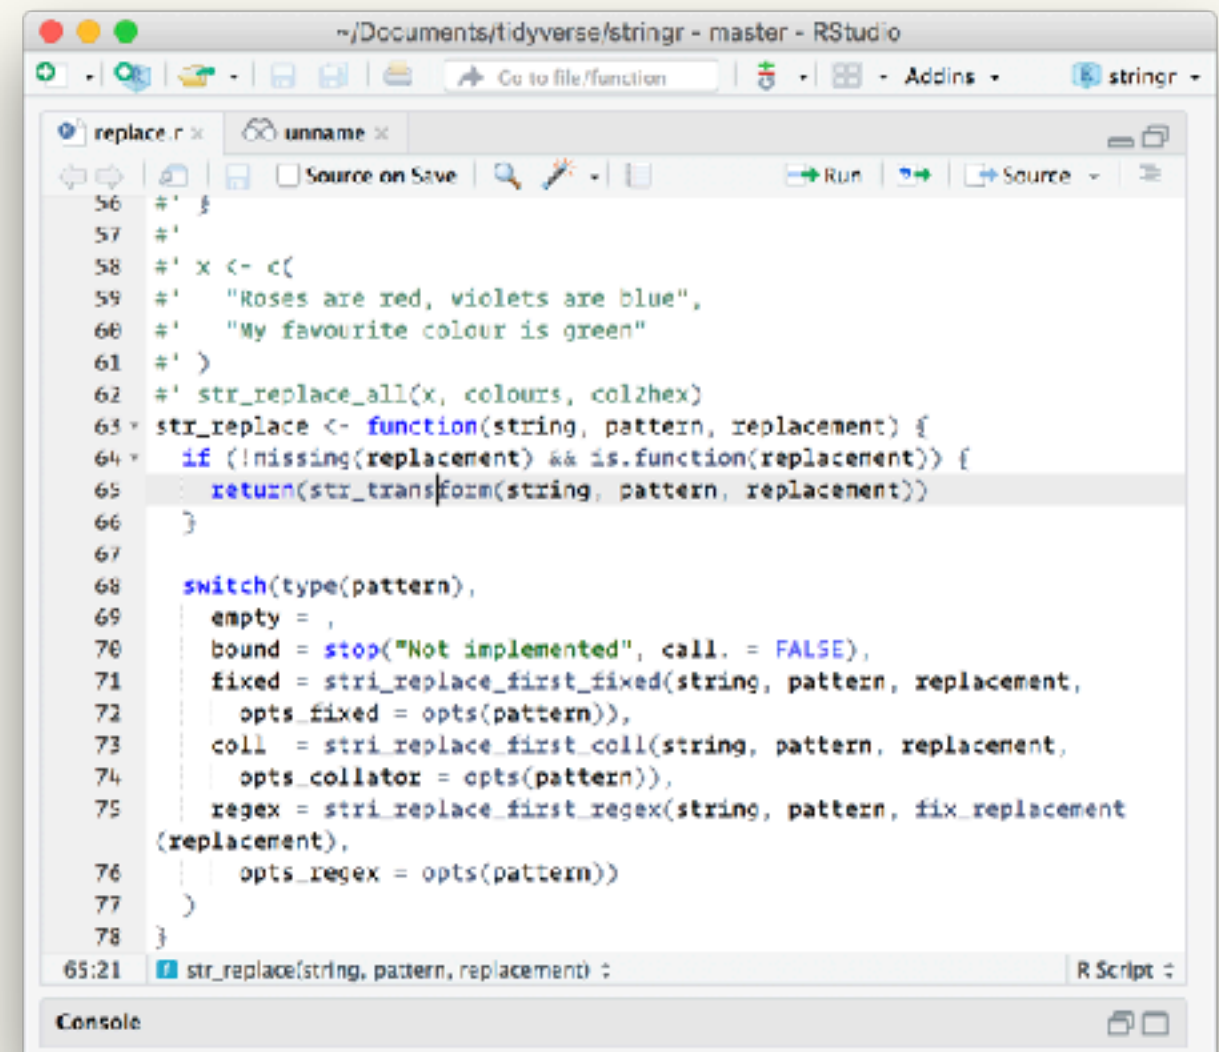 ~/Documents/tidyverse/stringr - master - RStudio
Go to file/function Addins stringr
replace.r unname
Source on Save Run Source
56 #' }
57 #'
58 #' x <- c(
59 #'   "Roses are red, violets are blue",
60 #'   "My favourite colour is green"
61 #' )
62 #' str_replace_all(x, colours, col2hex)
63 str_replace <- function(string, pattern, replacement) {
64   if (!missing(replacement) && is.function(replacement)) {
65     return(str_transform(string, pattern, replacement))
66   }
67
68   switch(type(pattern),
69     empty = ,
70     bound = stop("Not implemented", call. = FALSE),
71     fixed = stri_replace_first_fixed(string, pattern, replacement,
72       opts_fixed = opts(pattern)),
73     coll  = stri_replace_first_coll(string, pattern, replacement,
74       opts_collator = opts(pattern)),
75     regex = stri_replace_first_regex(string, pattern, fix_replacement
(replacement),
76       opts_regex = opts(pattern))
77   )
78 }
65:21 str_replace(string, pattern, replacement) R Script
Console